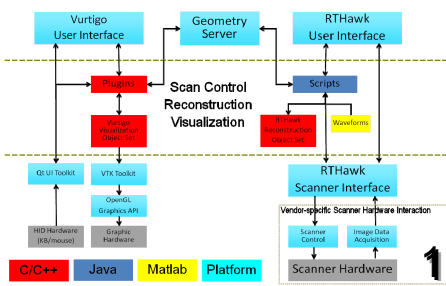 Vurtigo
User Interface
Geometry
Server
RTHawk
User Interface
Plugins
Scan Control
Reconstruction
Visualization
Scripts
Vurtigo
Visualization
Object Set
RTHawk
Reconstruction
Object Set
Waveforms
Qt UI Toolkit
VTK Toolkit
RTHawk
Scanner Interface
OpenGL
Graphics API
Vendor-specific Scanner Hardware Interaction
HID Hardware
(KB/mouse)
Graphic
Hardware
Scanner
Control
Image Data
Acquisition
Scanner Hardware
C/C++
Java
Matlab
Platform
1